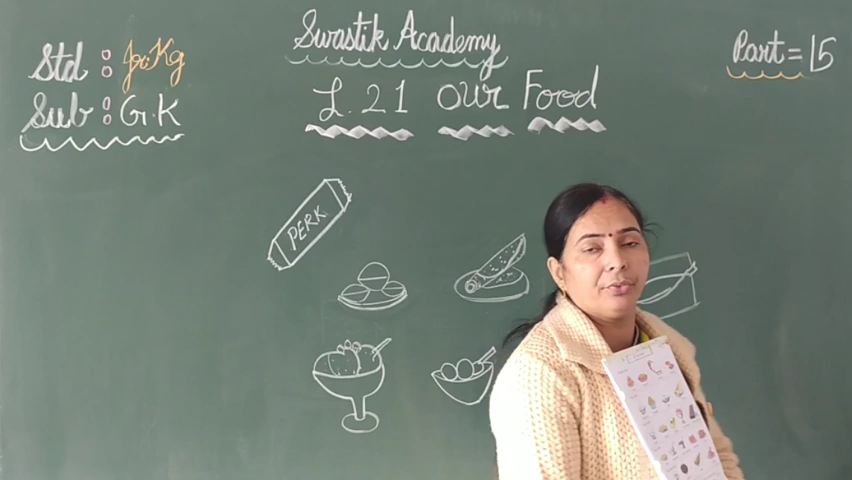 Swastik Academy
Std : Jr.Kg
Sub : G.K
Part = 15
L. 21 our Food
PERK